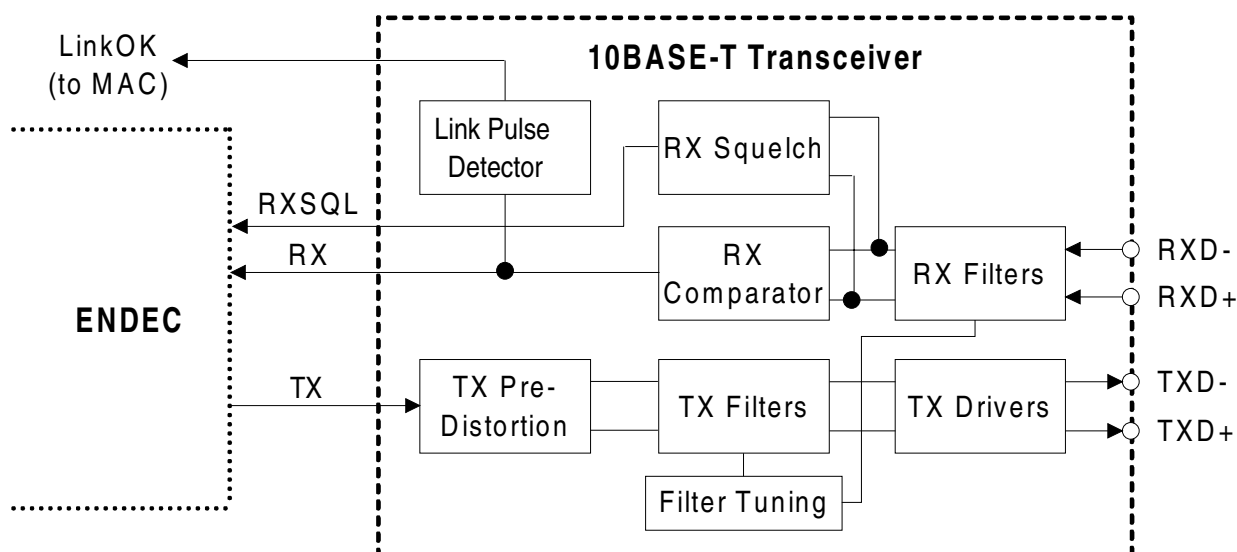 LinkOK
(to MAC)
10BASE-T Transceiver
Link Pulse
Detector
RX Squelch
RXSQL
RX
RX
Comparator
RX Filters
RXD-
RXD+
ENDEC
TX
TX Pre-
Distortion
TX Filters
TX Drivers
TXD-
TXD+
Filter Tuning